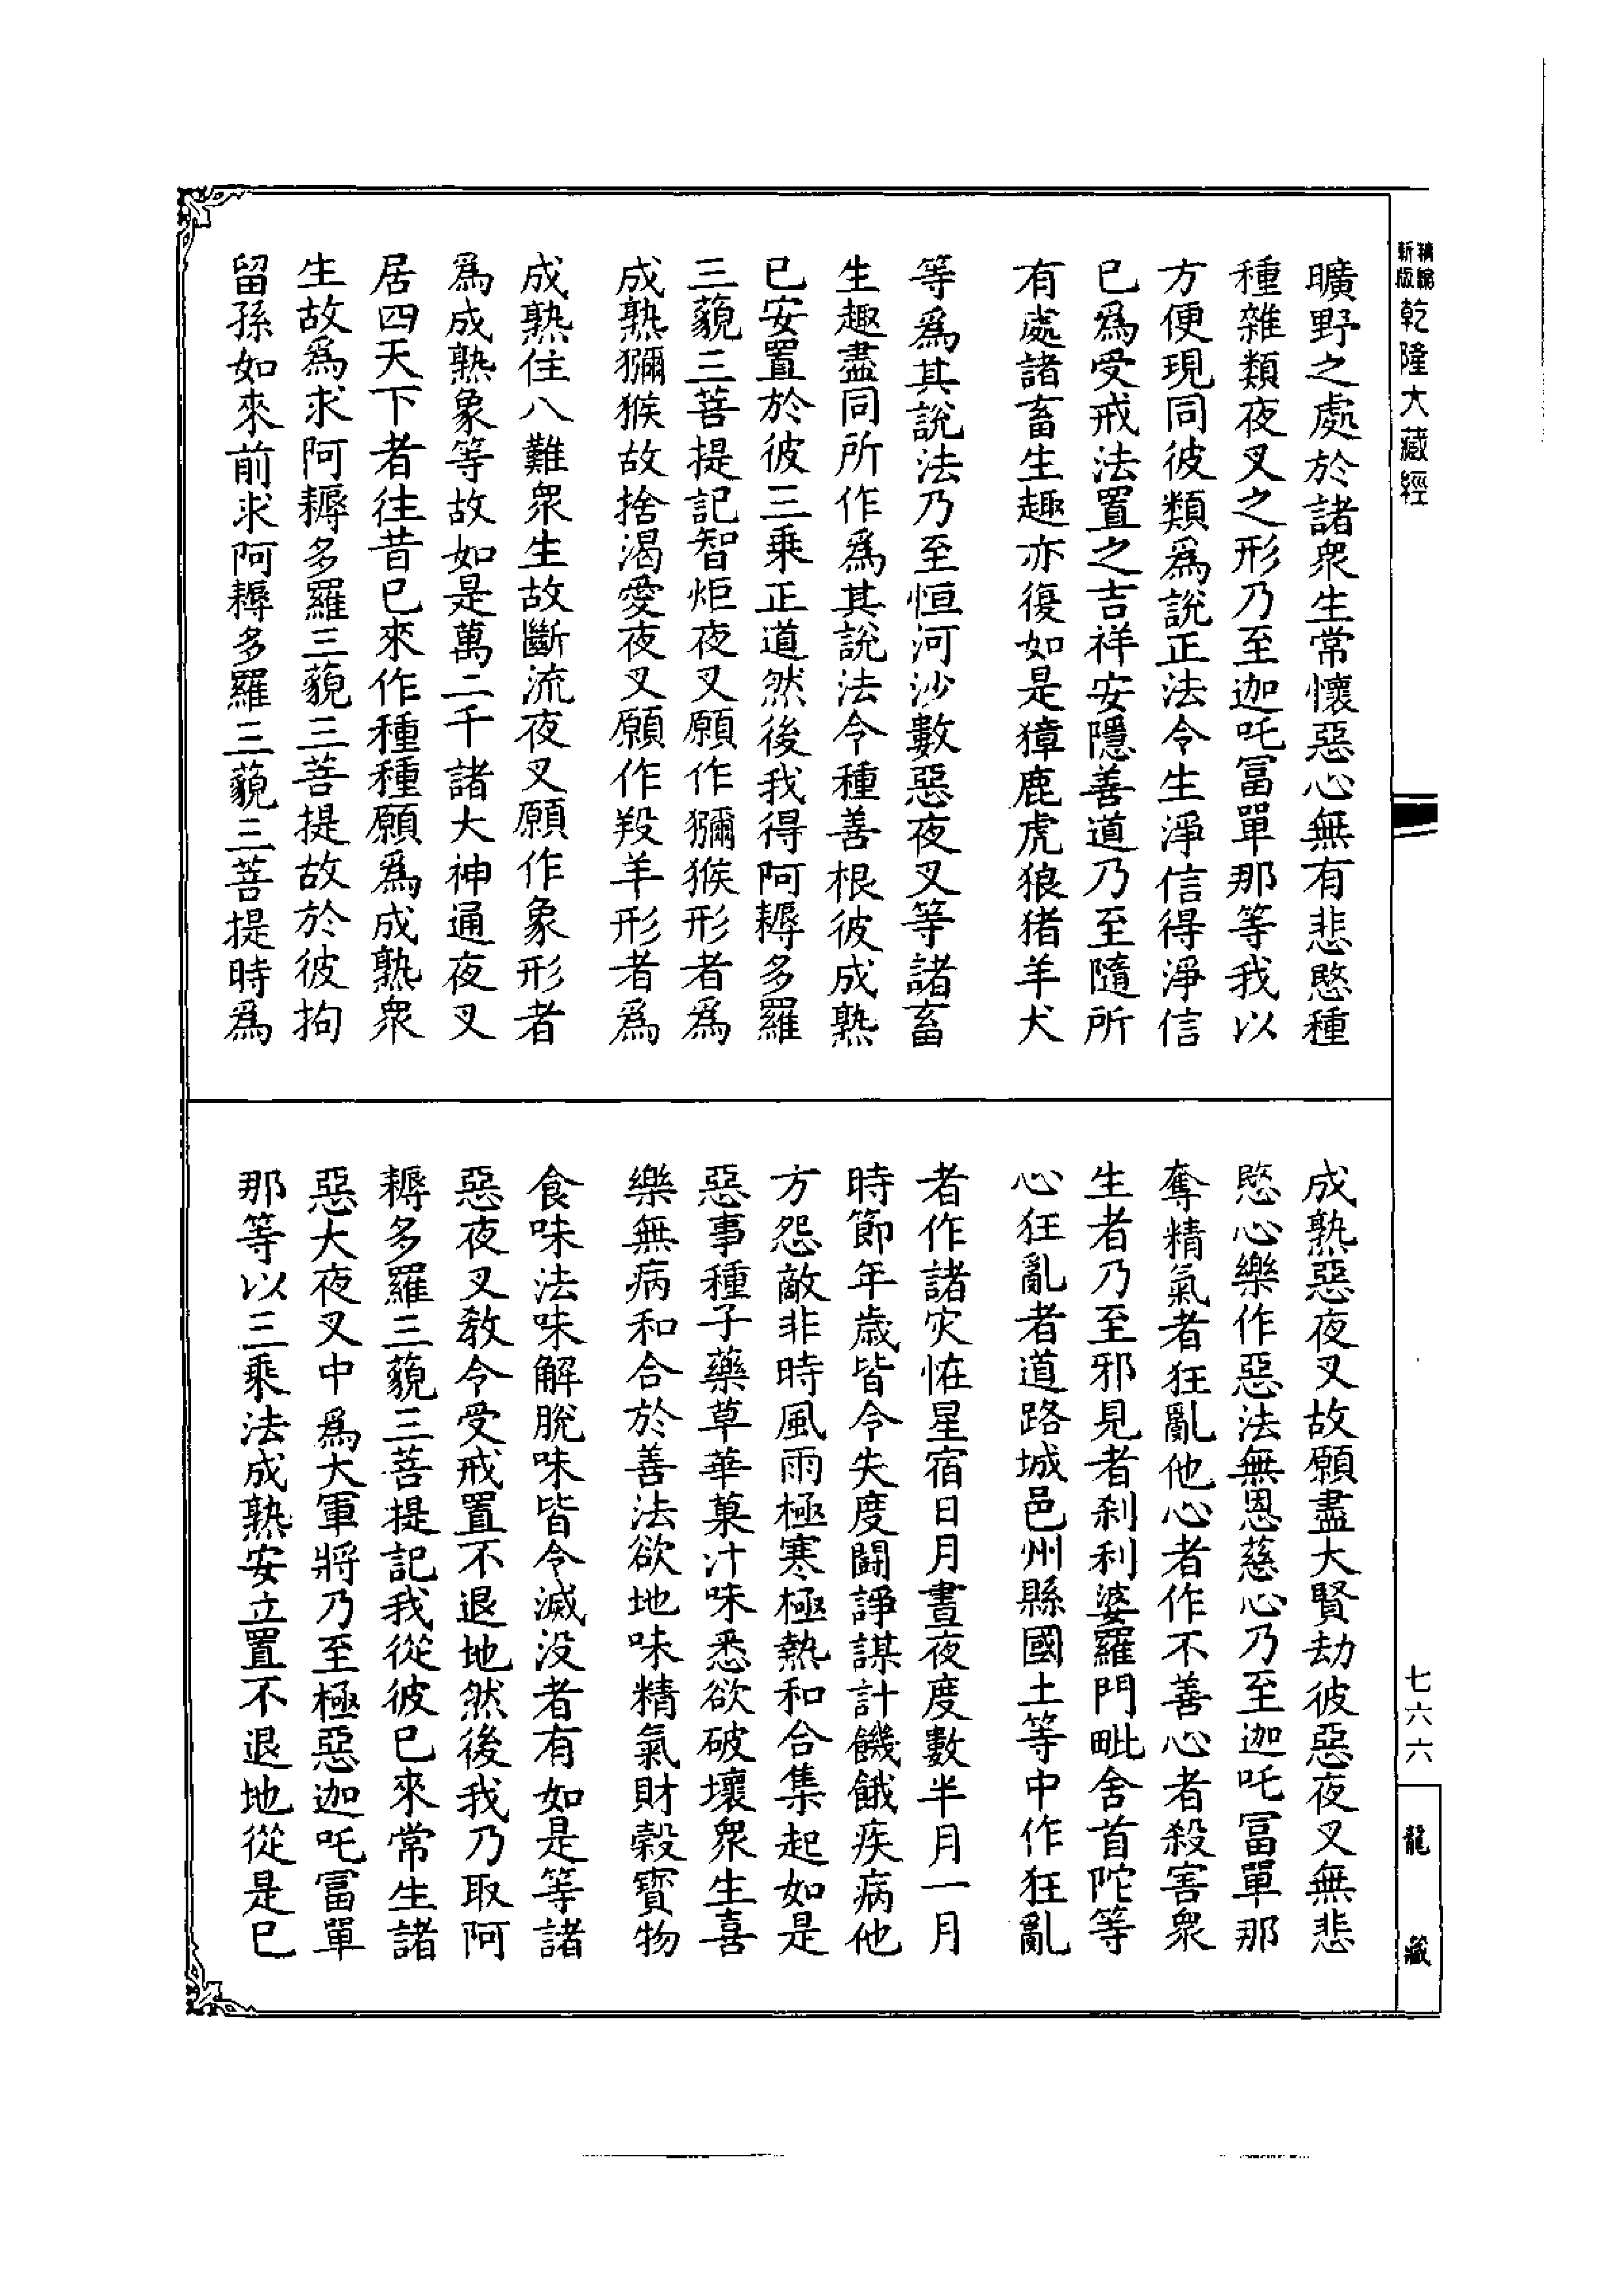 精縮
新版
乾隆大藏經
曠野之處於諸衆生常懷惡心無有悲愍種
種雜類夜叉之形乃至迦吒富單那等我以
方便現同彼類爲說正法令生淨信得淨信
已爲受戒法置之吉祥安隱善道乃至隨所
有處諸畜生趣亦復如是獐鹿虎狼猪羊犬
等爲其說法乃至恒河沙數惡夜叉等諸畜
生趣盡同所作爲其說法令種善根彼成熟
已安置於彼三乘正道然後我得阿耨多羅
三藐三菩提記智炬夜叉願作獼猴形者爲
成熟獼猴故捨渴愛夜叉願作羖羊形者爲
成熟住八難衆生故斷流夜叉願作象形者
爲成熟象等故如是萬二千諸大神通夜叉
居四天下者往昔已來作種種願爲成熟衆
生故爲求阿耨多羅三藐三菩提故於彼拘
留孫如來前求阿耨多羅三藐三菩提時爲
成熟惡夜叉故願盡大賢劫彼惡夜叉無悲
愍心樂作惡法無恩慈心乃至迦吒富單那
奪精氣者狂亂他心者作不善心者殺害衆
生者乃至邪見者刹利婆羅門毗舍首陀等
心狂亂者道路城邑州縣國土等中作狂亂
者作諸灾恠星宿日月晝夜度數半月一月
時節年歲皆令失度鬪諍謀計饑餓疾病他
方怨敵非時風雨極寒極熱和合集起如是
惡事種子藥草華菓汁味悉欲破壞衆生喜
樂無病和合於善法欲地味精氣財穀寳物
食味法味解脫味皆令滅没者有如是等諸
惡夜叉教令受戒置不退地然後我乃取阿
耨多羅三藐三菩提記我從彼已來常生諸
惡大夜叉中爲大軍將乃至極惡迦吒富單
那等以三乘法成熟安立置不退地從是已
七六六
龍藏